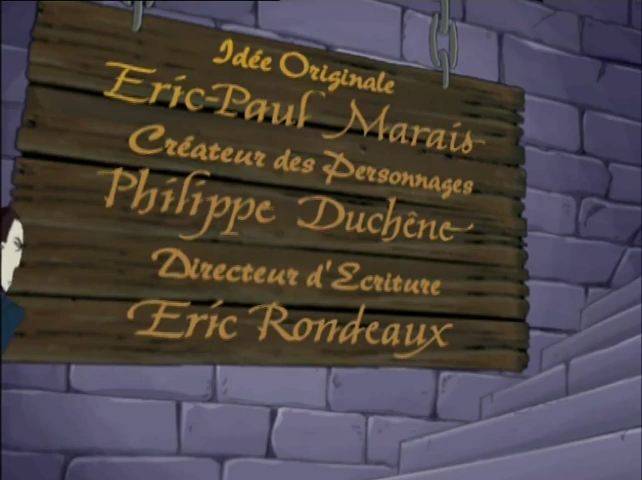 Idée Originale
Eric-Paul Marais
Créateur des Personnages
Philippe Duchêne
Directeur d'Ecriture
Eric Rondeaux